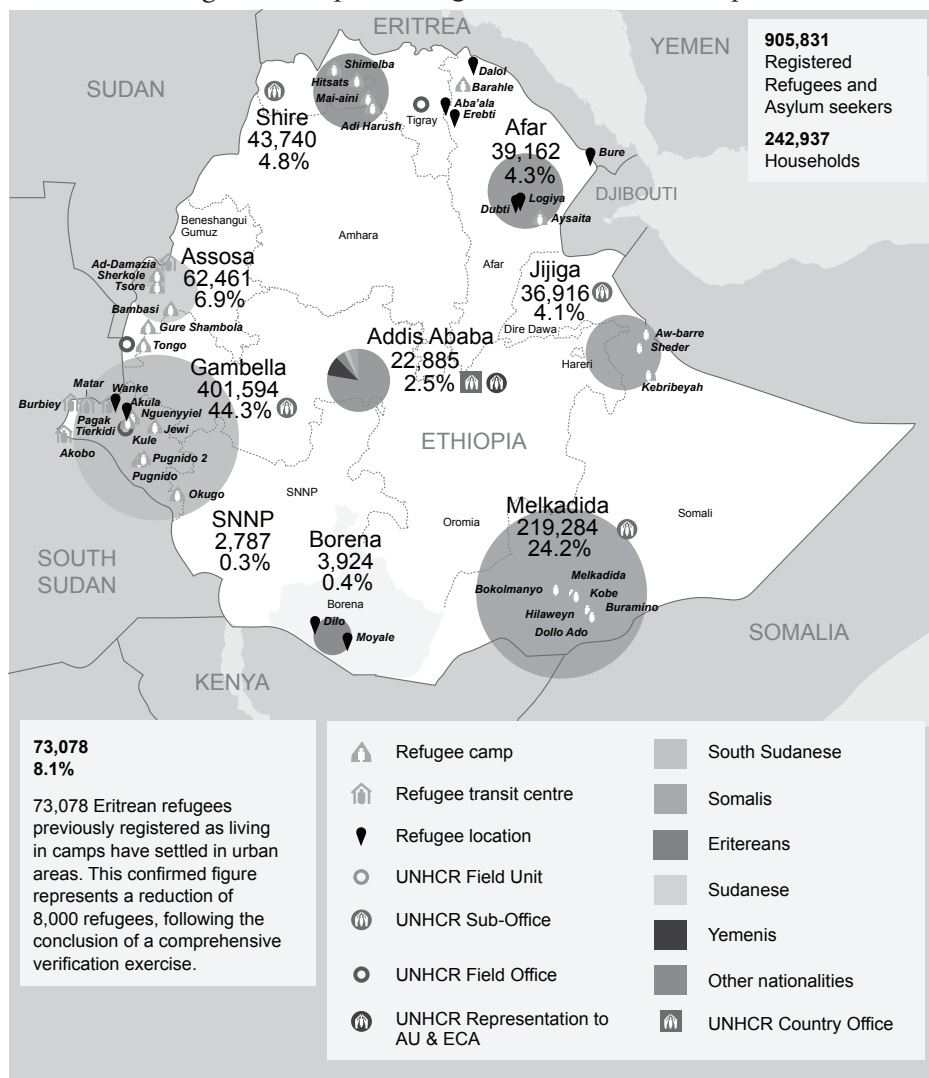 ERITREA
YEMEN
SUDAN
905,831
Registered
Refugees and
Asylum seekers
242,937
Households
Shimelba
Hitsats
Mai-aini
Adi Harush
Shire
43,740
4.8%
Tigray
Dalol
Barahle
Aba'ala
Erebti
Afar
39,162
4.3%
Bure
DJIBOUTI
Logiya
Dubti
Aysaita
Beneshangui
Gumuz
Amhara
Afar
Ad-Damazia
Sherkole
Tsore
Assosa
62,461
6.9%
Bambasi
Gure Shambola
Tongo
Jijiga
36,916
4.1%
Dire Dawa
Aw-barre
Sheder
Hareri
Kebribeyah
Addis Ababa
22,885
2.5%
Gambella
401,594
44.3%
Matar
Wanke
Burbiey
Akula
Nguenyyiel
Pagak
Tierkidi
Jewi
Kule
Akobo
Pugnido 2
Pugnido
Okugo
ETHIOPIA
SNNP
SNNP
2,787
0.3%
Borena
3,924
0.4%
Borena
Dilo
Moyale
Oromia
Somali
Melkadida
219,284
24.2%
Melkadida
Bokolmanyo
Kobe
Buramino
Hilaweyn
Dollo Ado
SOUTH
SUDAN
KENYA
SOMALIA
73,078
8.1%
73,078 Eritrean refugees
previously registered as living
in camps have settled in urban
areas. This confirmed figure
represents a reduction of
8,000 refugees, following the
conclusion of a comprehensive
verification exercise.
Refugee camp
Refugee transit centre
Refugee location
UNHCR Field Unit
UNHCR Sub-Office
UNHCR Field Office
UNHCR Representation to
AU & ECA
South Sudanese
Somalis
Eritereans
Sudanese
Yemenis
Other nationalities
UNHCR Country Office